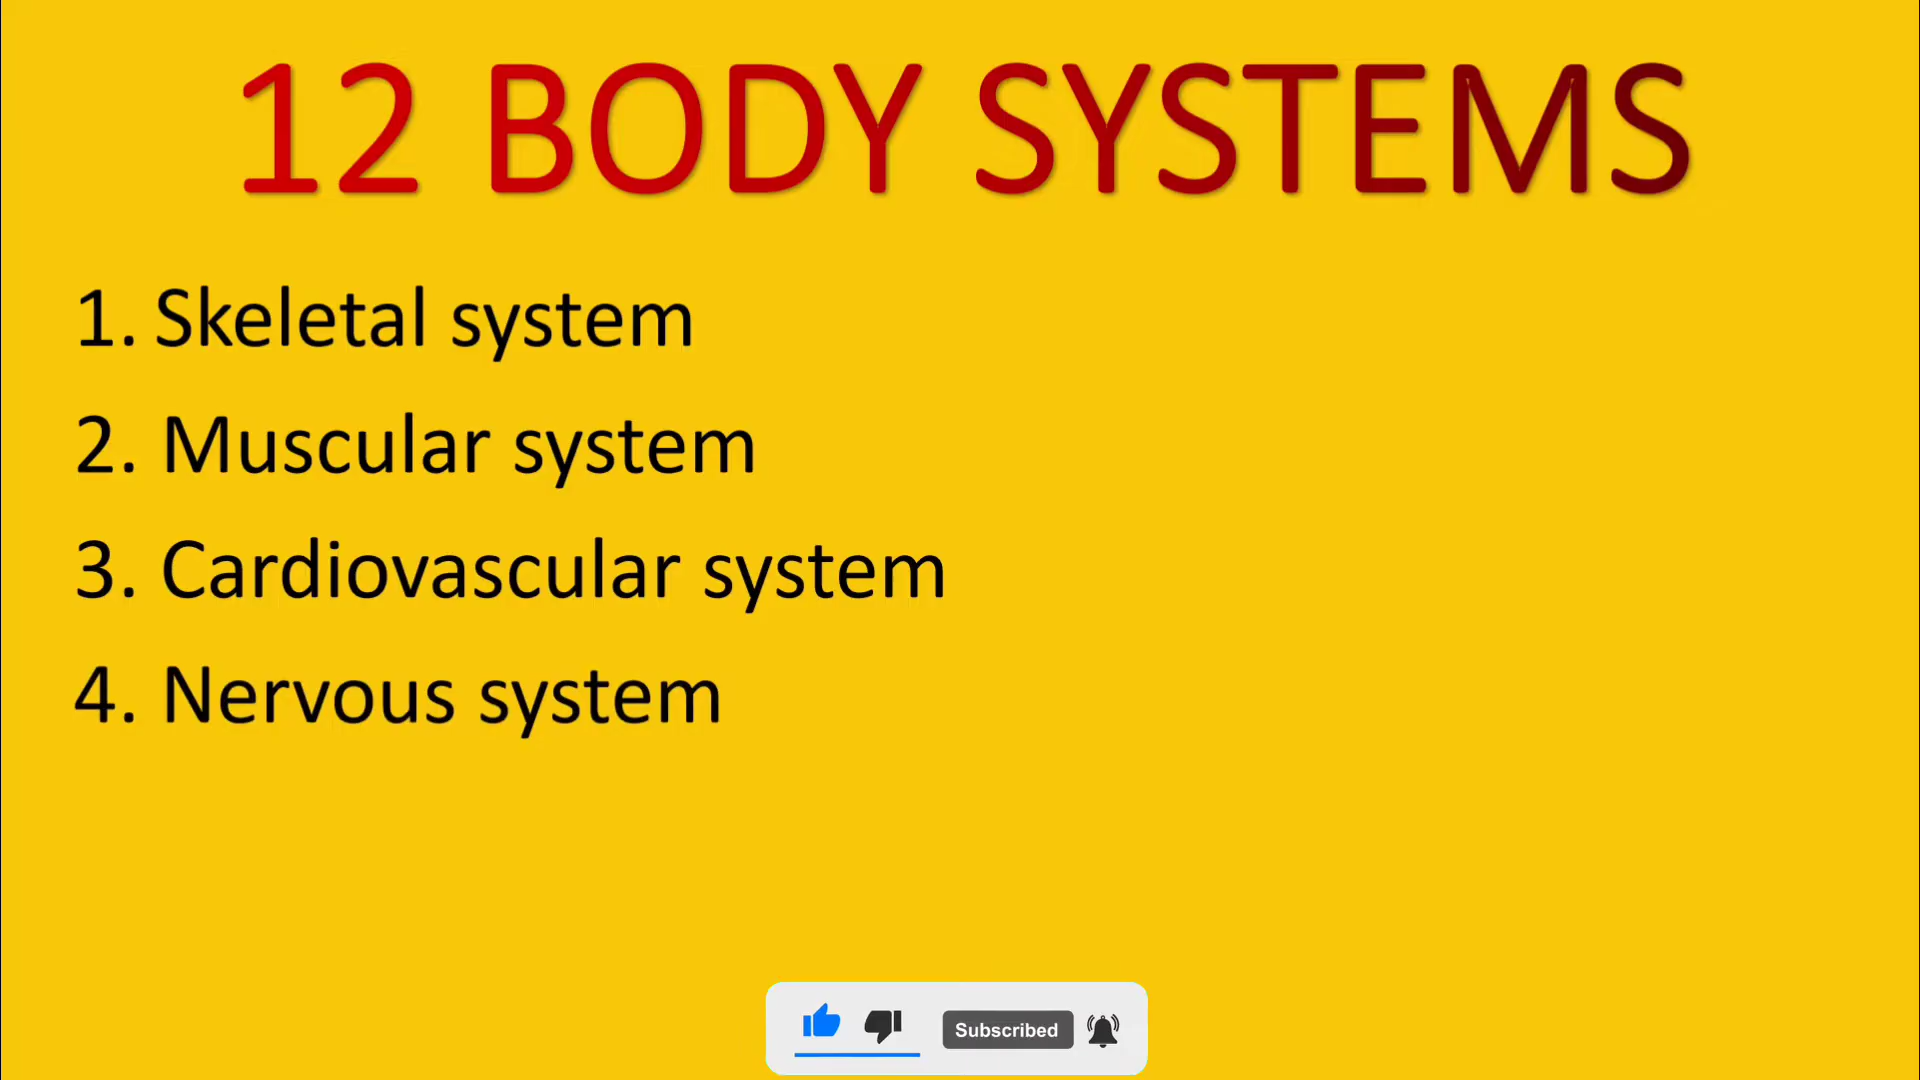 12 BODY SYSTEMS
1. Skeletal system
2. Muscular system
3. Cardiovascular system
4. Nervous system
Subscribed